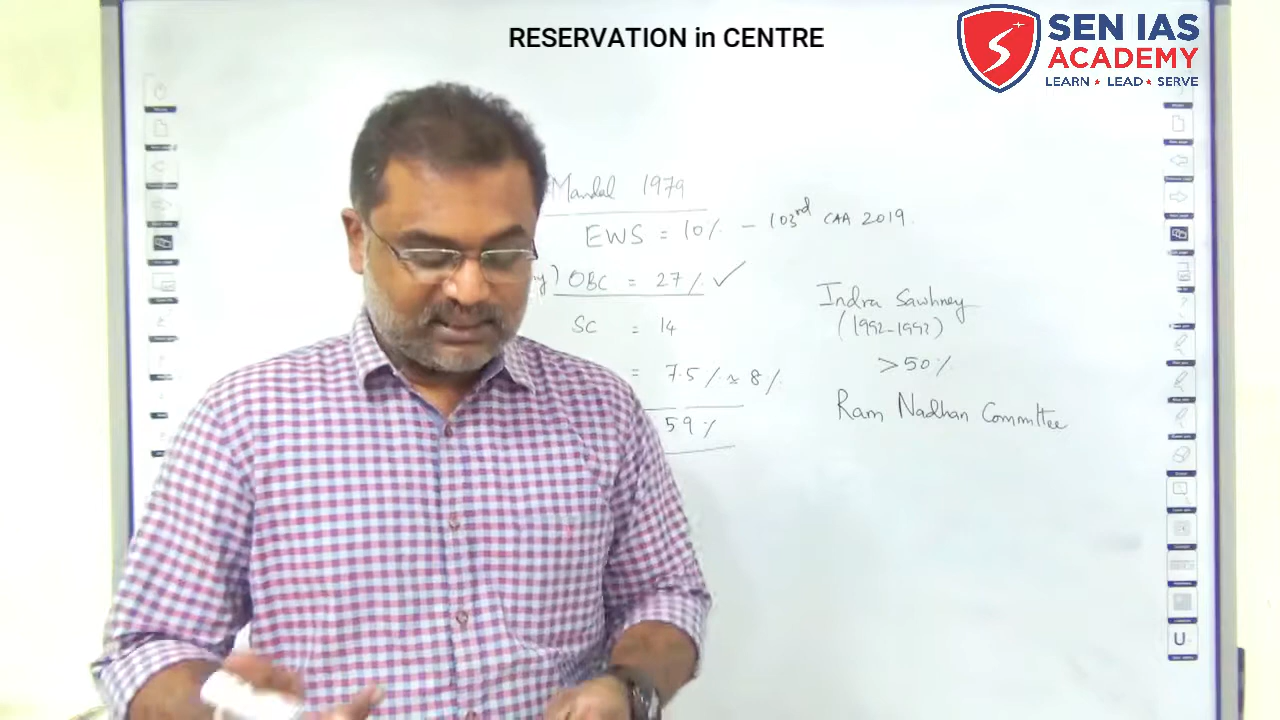 RESERVATION in CENTRE
SEN IAS
ACADEMY
LEARN ★ LEAD ★ SERVE
Mandal 1979
EWS = 10% - 103rd CAA 2019.
OBC = 27% ✓
SC = 14
= 7.5% ≈ 8%
59%
Indra Sawhney
(1992-1992)
>50%
Ram Nadhan Committee
U